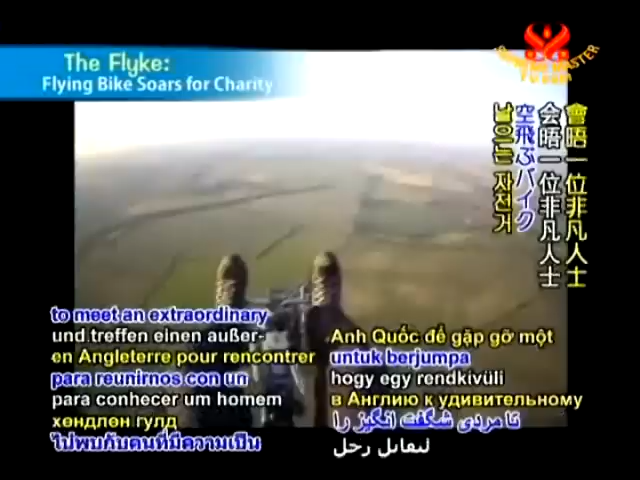 The Flyke:
Flying Bike Soars for Charity
會晤一位非凡人士
会晤一位非凡人士
空飛ぶバイク
날으는 자전거
to meet an extraordinary
und treffen einen außer-
en Angleterre pour rencontrer
para reunirnos con un
para conhecer um homem
хөндлөн гулд
ไปพบกับคนที่มีความเป็น
Anh Quốc để gặp gỡ một
untuk berjumpa
hogy egy rendkívüli
в Англию к удивительному
تا مردی شگفت انگیز را
لنقابل رجل